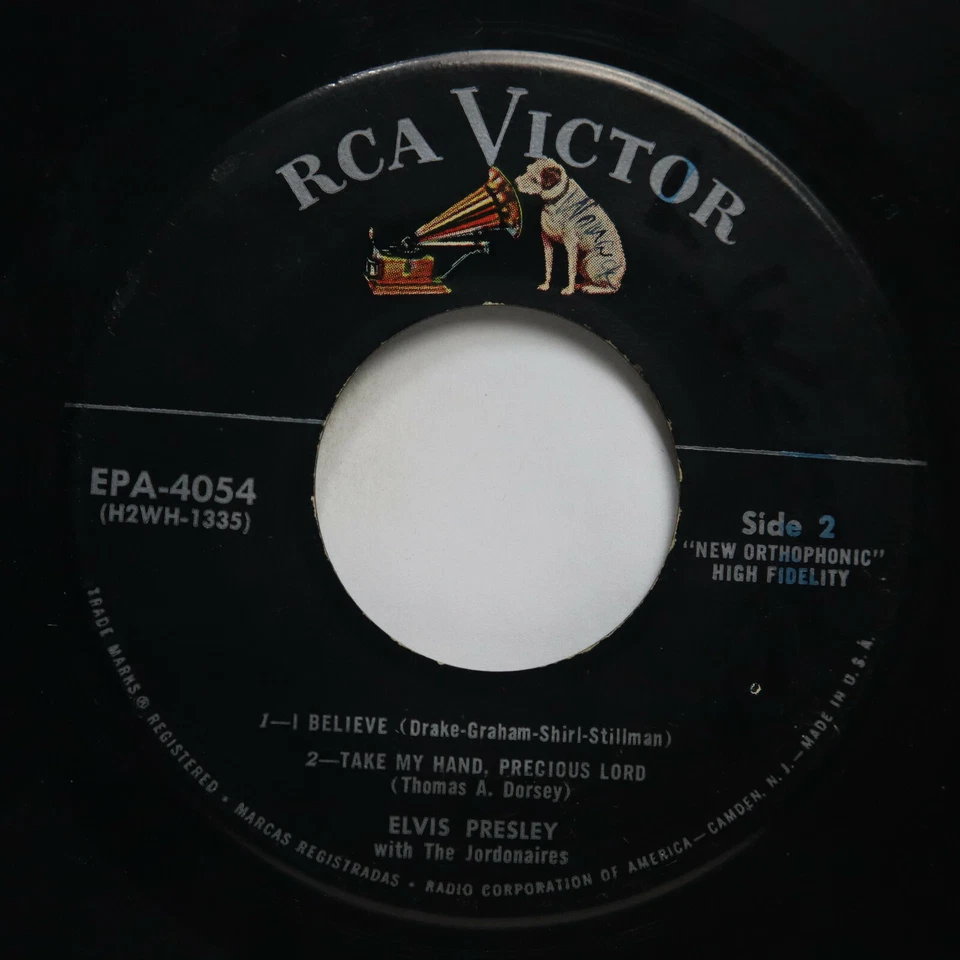 RCA VICTOR
EPA-4054
(H2WH-1335)
Side 2
"NEW ORTHOPHONIC"
HIGH FIDELITY
1—I BELIEVE (Drake-Graham-Shirl-Stillman)
2—TAKE MY HAND, PRECIOUS LORD
(Thomas A. Dorsey)
ELVIS PRESLEY
with The Jordonaires
TRADE MARKS ® REGISTERED • MARCAS REGISTRADAS • RADIO CORPORATION OF AMERICA—CAMDEN, N. J.—MADE IN U. S. A.